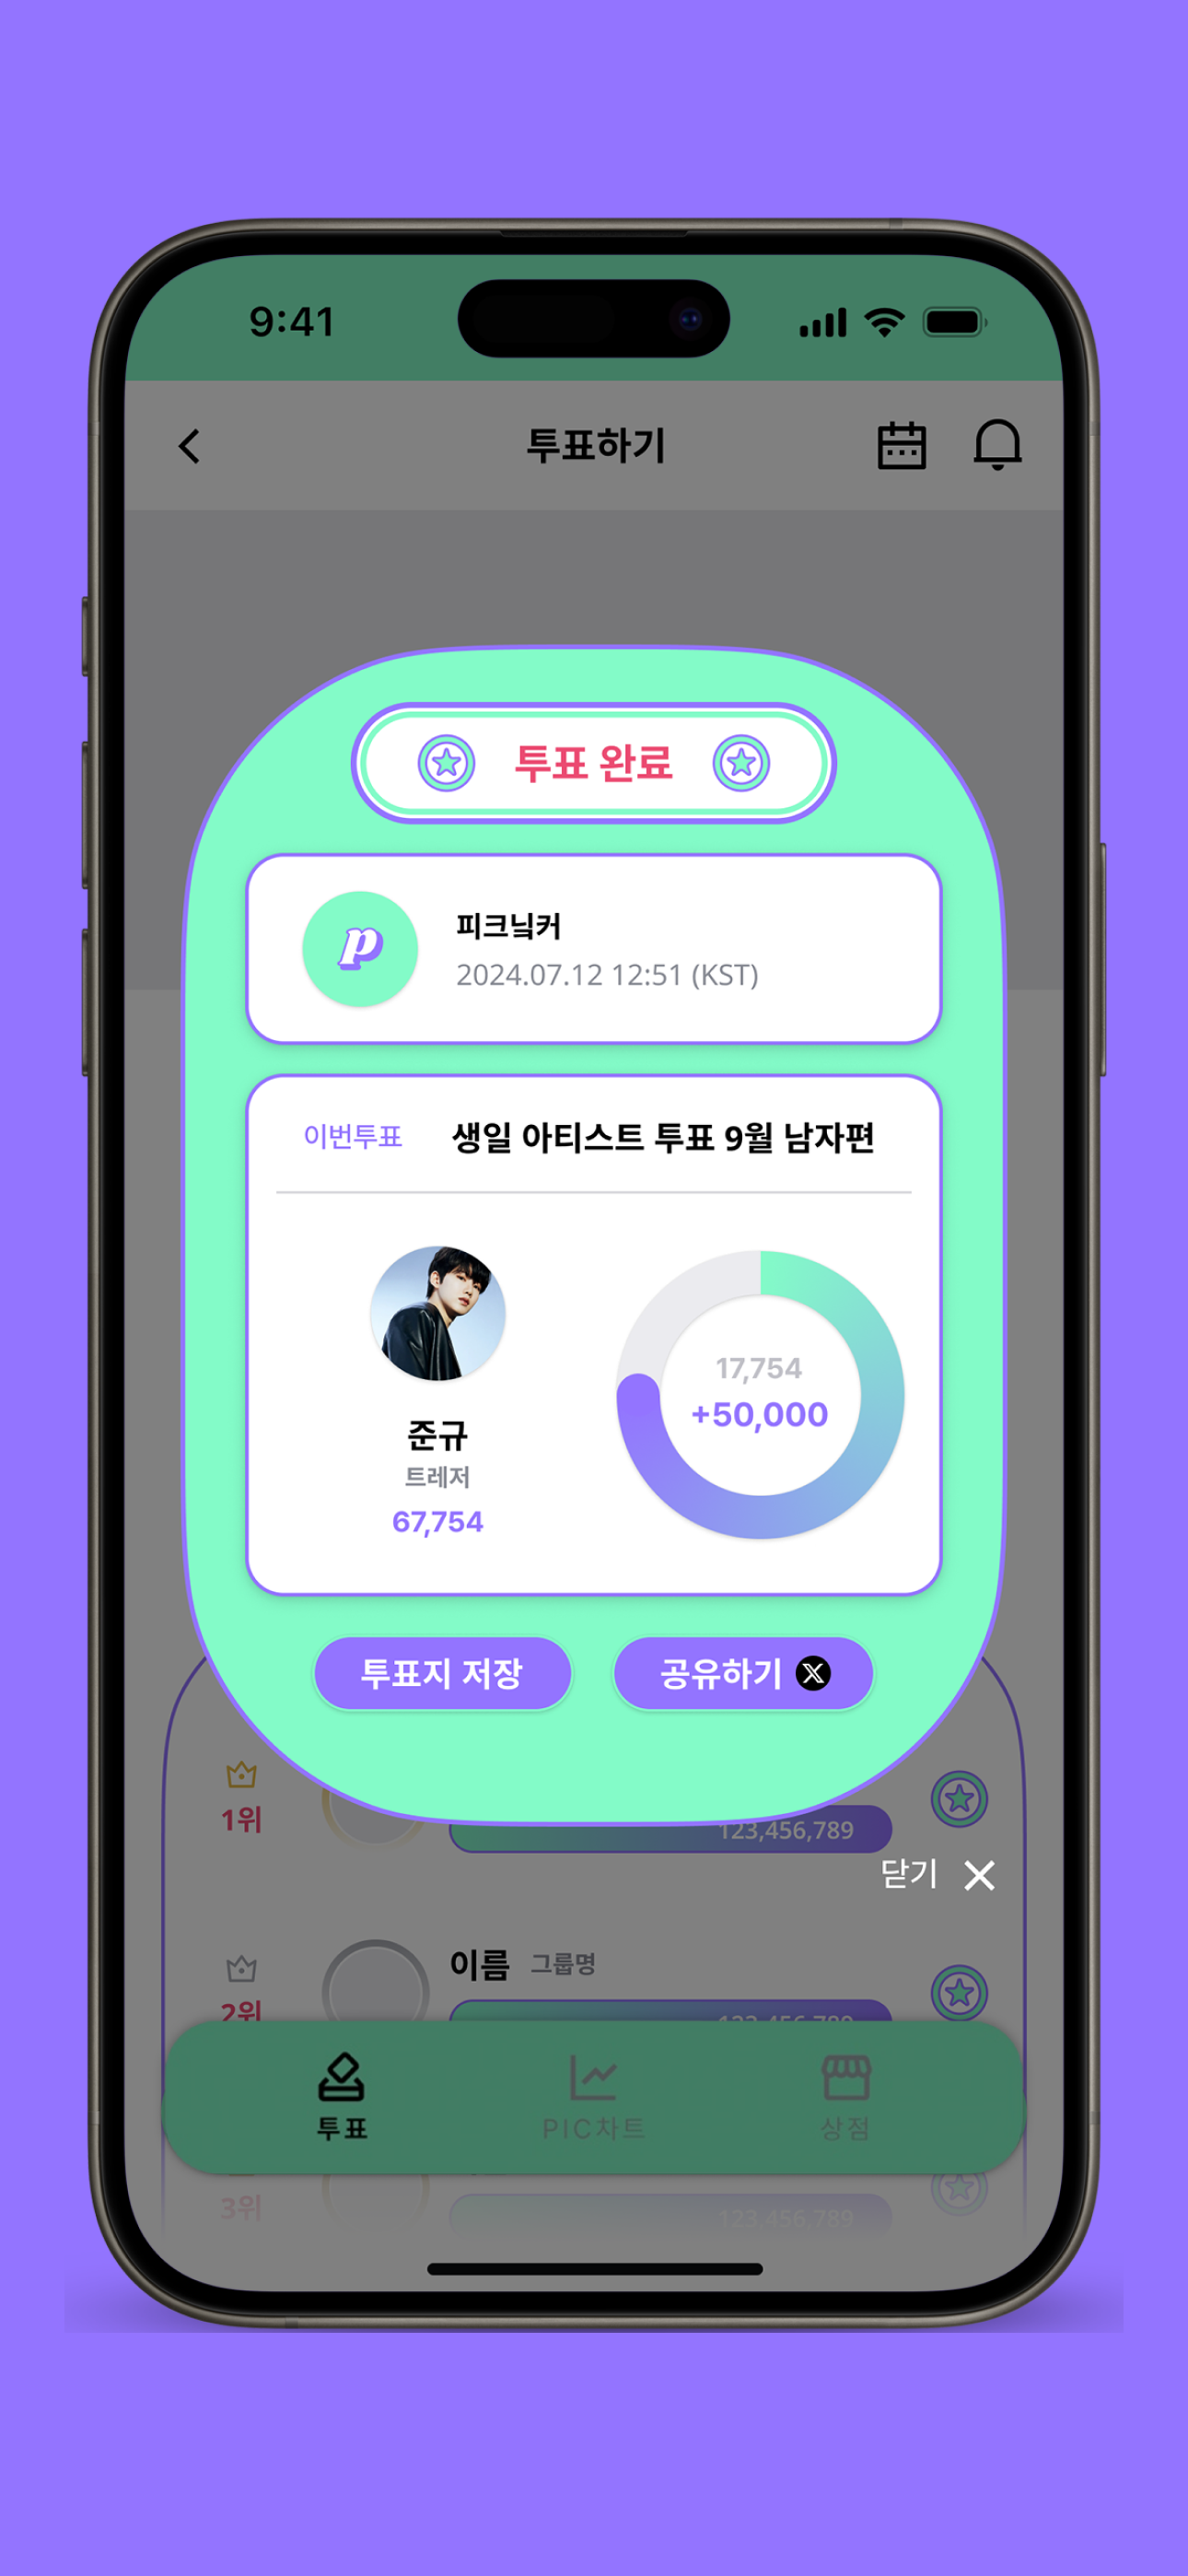 9:41
투표하기
투표 완료
p
피크닠커
2024.07.12 12:51 (KST)
이번투표 생일 아티스트 투표 9월 남자편
17,754
+50,000
준규
트레저
67,754
투표지 저장 공유하기 X
1위
123,456,789
닫기
이름 그룹명
2위
123,456,789
투표 PIC차트 상점
3위
123,456,789